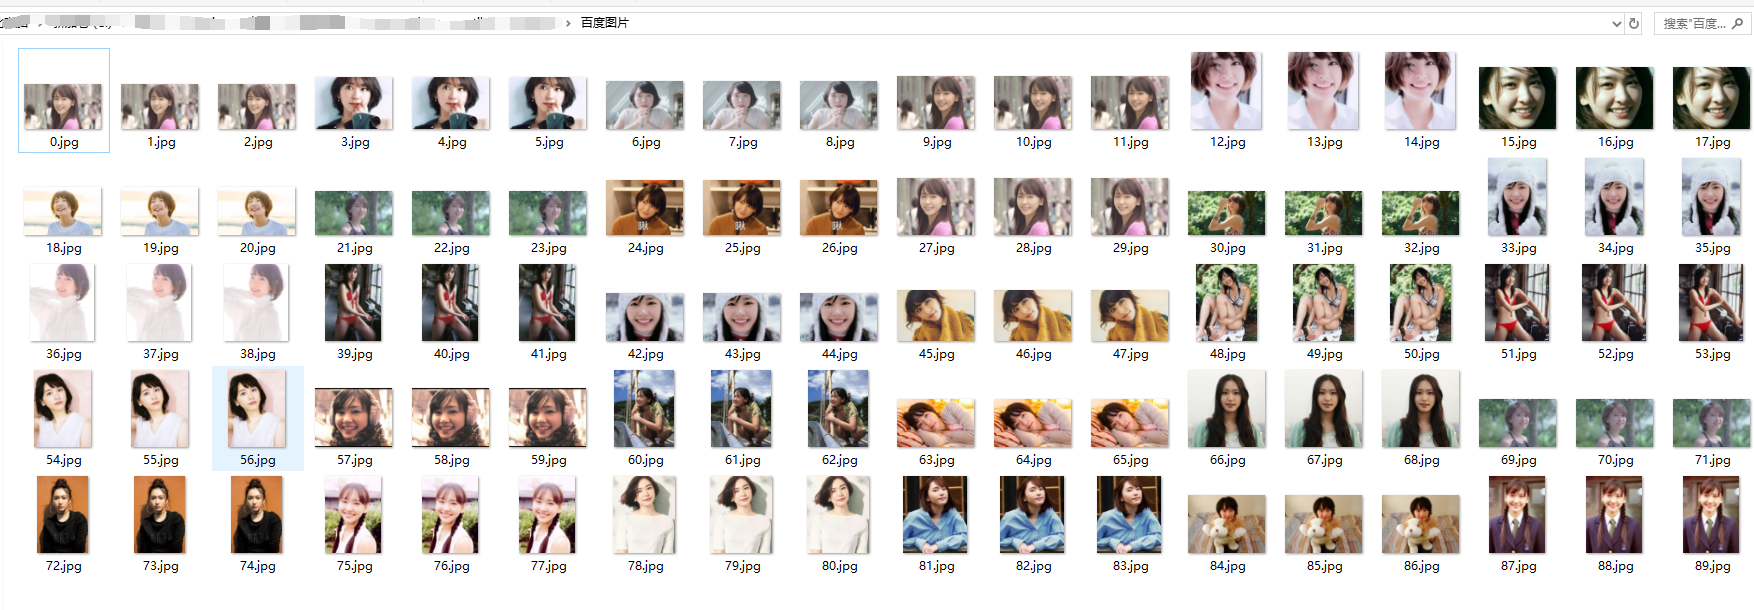 百度图片 搜索"百度...
0.jpg 1.jpg 2.jpg 3.jpg 4.jpg 5.jpg 6.jpg 7.jpg 8.jpg 9.jpg 10.jpg 11.jpg 12.jpg 13.jpg 14.jpg 15.jpg 16.jpg 17.jpg
18.jpg 19.jpg 20.jpg 21.jpg 22.jpg 23.jpg 24.jpg 25.jpg 26.jpg 27.jpg 28.jpg 29.jpg 30.jpg 31.jpg 32.jpg 33.jpg 34.jpg 35.jpg
36.jpg 37.jpg 38.jpg 39.jpg 40.jpg 41.jpg 42.jpg 43.jpg 44.jpg 45.jpg 46.jpg 47.jpg 48.jpg 49.jpg 50.jpg 51.jpg 52.jpg 53.jpg
54.jpg 55.jpg 56.jpg 57.jpg 58.jpg 59.jpg 60.jpg 61.jpg 62.jpg 63.jpg 64.jpg 65.jpg 66.jpg 67.jpg 68.jpg 69.jpg 70.jpg 71.jpg
72.jpg 73.jpg 74.jpg 75.jpg 76.jpg 77.jpg 78.jpg 79.jpg 80.jpg 81.jpg 82.jpg 83.jpg 84.jpg 85.jpg 86.jpg 87.jpg 88.jpg 89.jpg